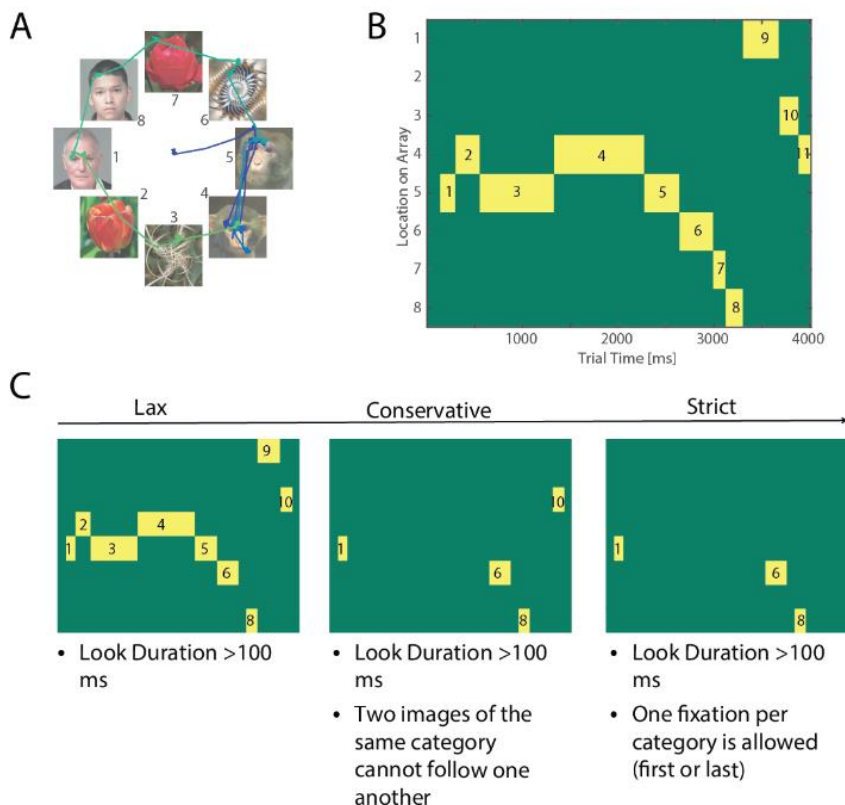 A
7
8
6
1
5
2
4
3
B
1
2
3
4
5
6
7
8
Location on Array
9
10
2
4
11
1
3
5
6
7
8
1000
2000
3000
4000
Trial Time [ms]
C
Lax
Conservative
Strict
9
10
2
4
1
3
5
6
8
10
1
6
8
1
6
8
• Look Duration >100
ms
• Look Duration >100
ms
• Two images of the
same category
cannot follow one
another
• Look Duration >100
ms
• One fixation per
category is allowed
(first or last)